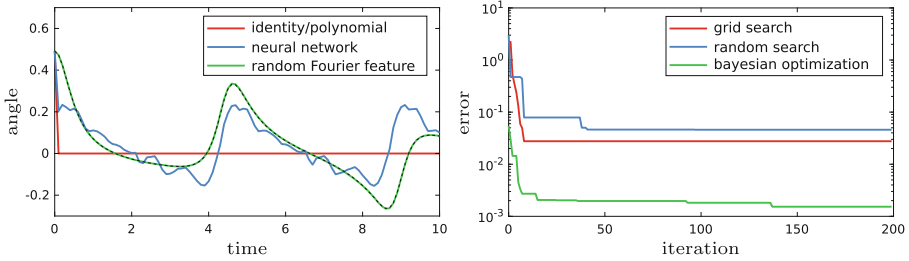 0.6
0.4
0.2
0
-0.2
angle
identity/polynomial
neural network
random Fourier feature
0 2 4 6 8 10
time
10^1
10^0
10^-1
10^-2
10^-3
error
grid search
random search
bayesian optimization
0 50 100 150 200
iteration